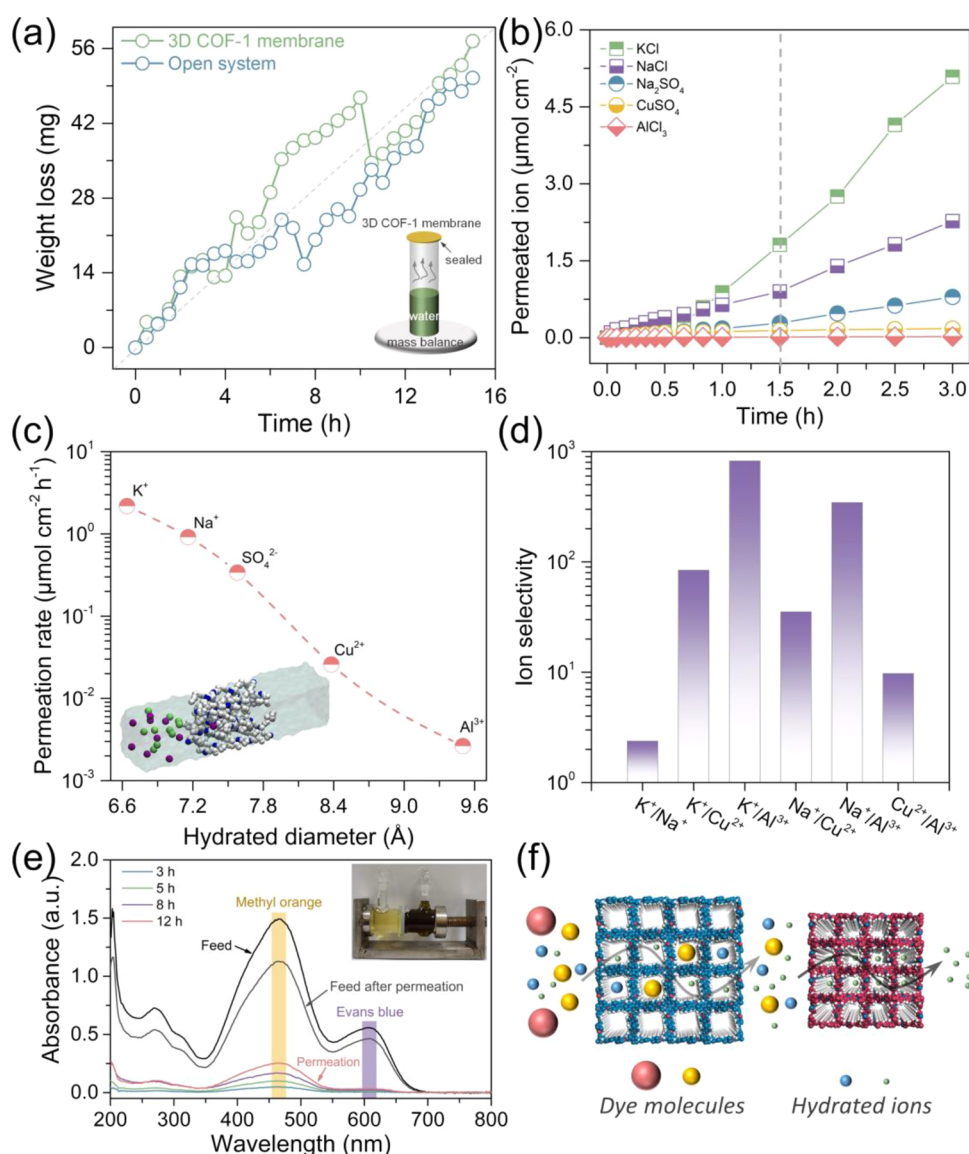 (a)
3D COF-1 membrane
Open system
Weight loss (mg)
56
42
28
14
0
3D COF-1 membrane
sealed
water
mass balance
0 4 8 12 16
Time (h)
(b)
KCl
NaCl
Na₂SO₄
CuSO₄
AlCl₃
Permeated ion (μmol cm⁻²)
6.0
4.5
3.0
1.5
0.0
0.0 0.5 1.0 1.5 2.0 2.5 3.0
Time (h)
(c)
Permeation rate (μmol cm⁻² h⁻¹)
10¹
10⁰
10⁻¹
10⁻²
10⁻³
K⁺
Na⁺
SO₄²⁻
Cu²⁺
Al³⁺
6.6 7.2 7.8 8.4 9.0 9.6
Hydrated diameter (Å)
(d)
Ion selectivity
10³
10²
10¹
10⁰
K⁺/Na⁺
K⁺/Cu²⁺
K⁺/Al³⁺
Na⁺/Cu²⁺
Na⁺/Al³⁺
Cu²⁺/Al³⁺
(e)
Absorbance (a.u.)
2.0
1.5
1.0
0.5
0.0
3 h
5 h
8 h
12 h
Methyl orange
Feed
Feed after permeation
Evans blue
Permeation
200 300 400 500 600 700 800
Wavelength (nm)
(f)
Dye molecules
Hydrated ions